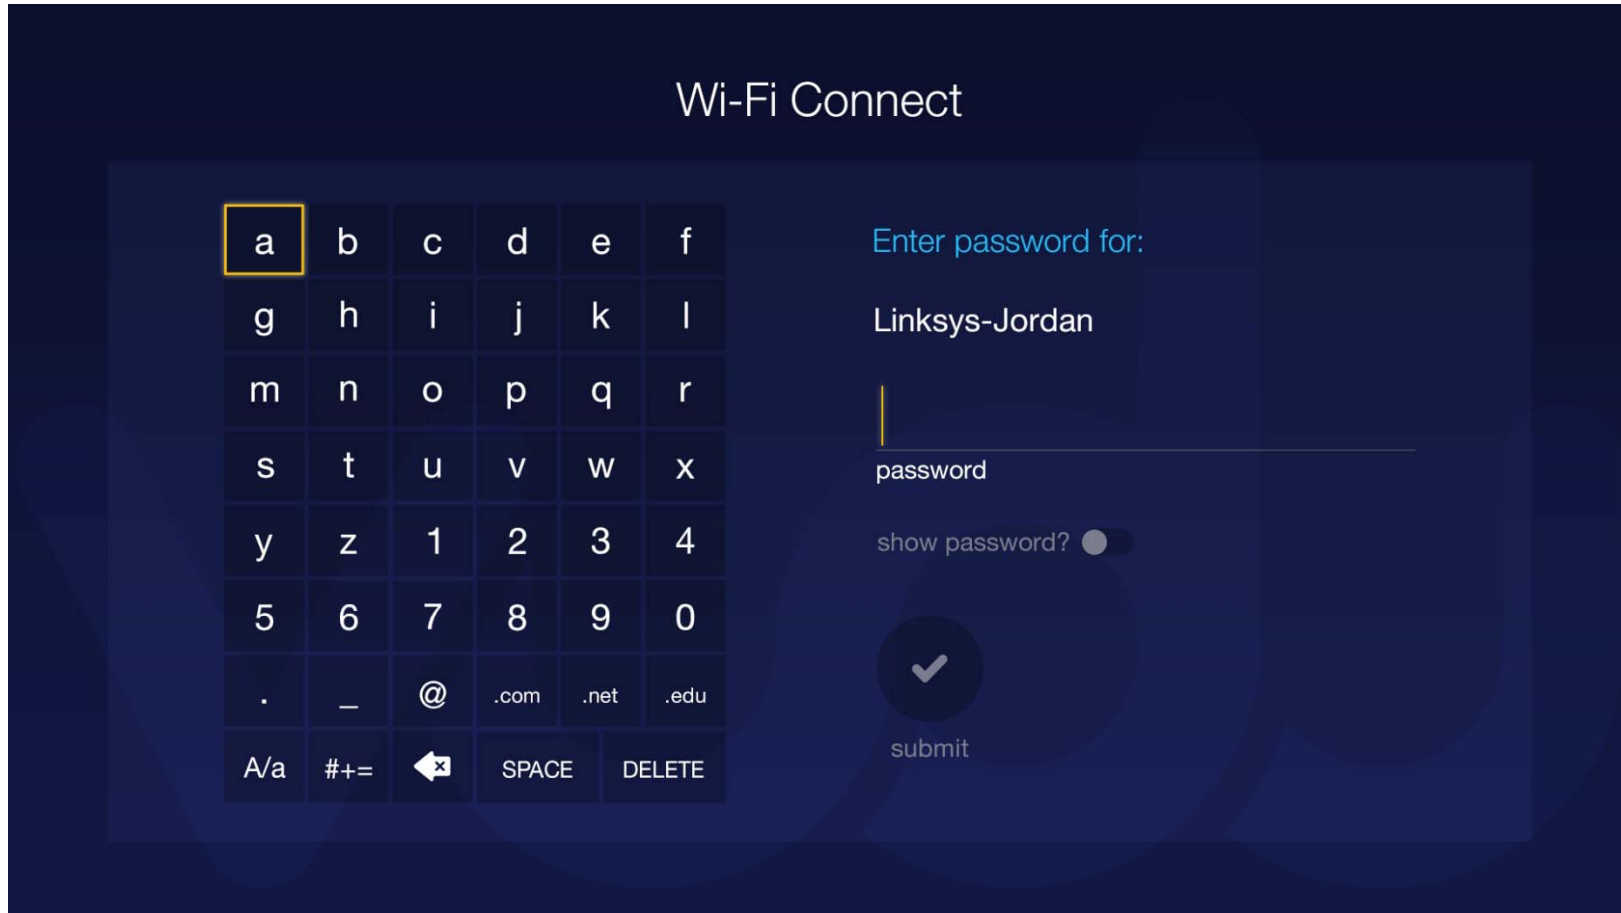 Wi-Fi Connect
a b c d e f
g h i j k l
m n o p q r
s t u v w x
y z 1 2 3 4
5 6 7 8 9 0
. _ @ .com .net .edu
A/a #+= SPACE DELETE
Enter password for:
Linksys-Jordan
password
show password?
submit